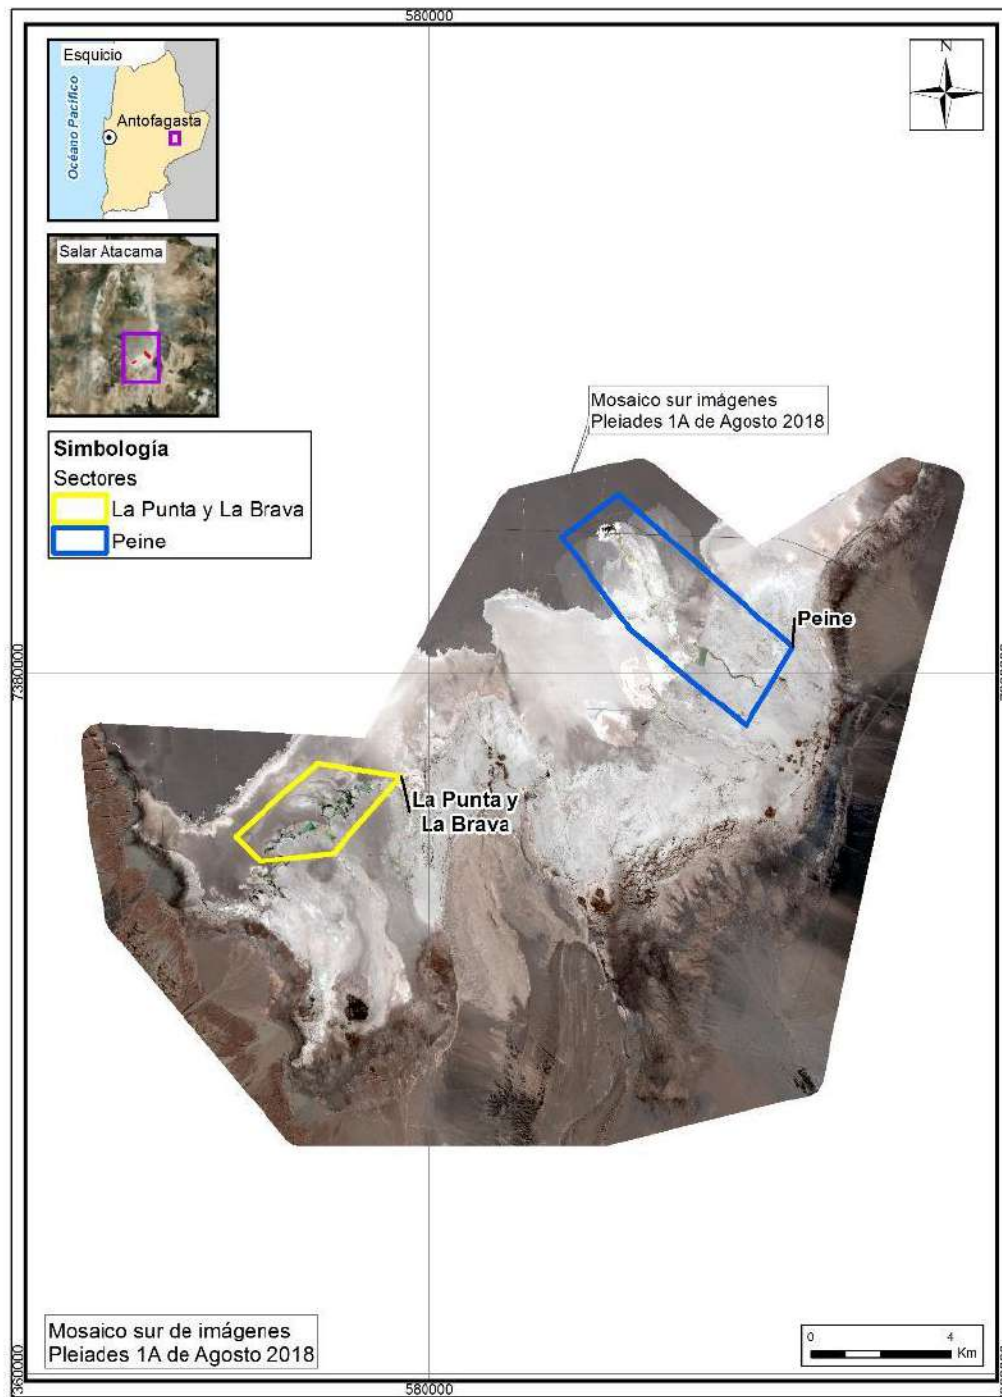 580000
Esquicio
Océano Pacífico
Antofagasta
N
Salar Atacama
Mosaico sur imágenes
Pleiades 1A de Agosto 2018
Simbología
Sectores
La Punta y La Brava
Peine
Peine
7380000
La Punta y
La Brava
Mosaico sur de imágenes
Pleiades 1A de Agosto 2018
0 4
Km
580000